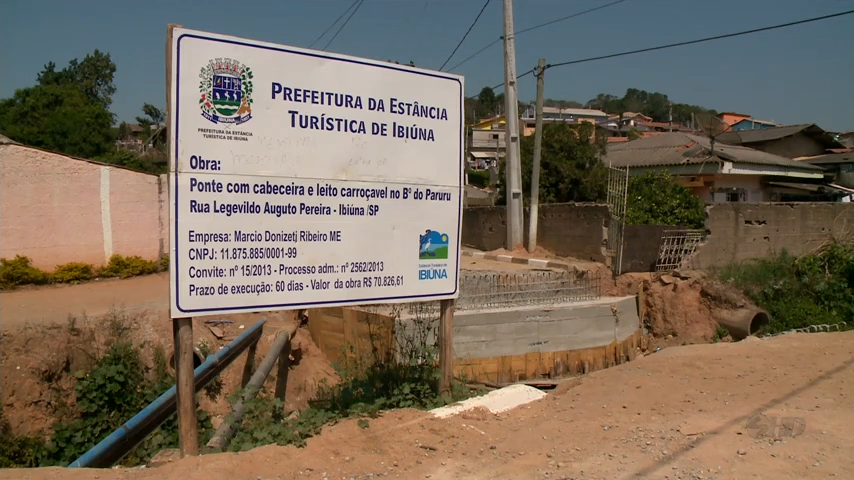 PREFEITURA DA ESTÂNCIA
TURÍSTICA DE IBIÚNA
PREFEITURA DA ESTÂNCIA
TURÍSTICA DE IBIÚNA
Obra:
Ponte com cabeceira e leito carroçavel no Bº do Paruru
Rua Legevildo Auguto Pereira - Ibiúna /SP
Empresa: Marcio Donizetj Ribeiro ME
CNPJ: 11.875.885/0001-99
Convite: nº 15/2013 - Processo adm.: nº 2562/2013
Prazo de execução: 60 dias - Valor da obra R$ 70.826,61
IBIÚNA